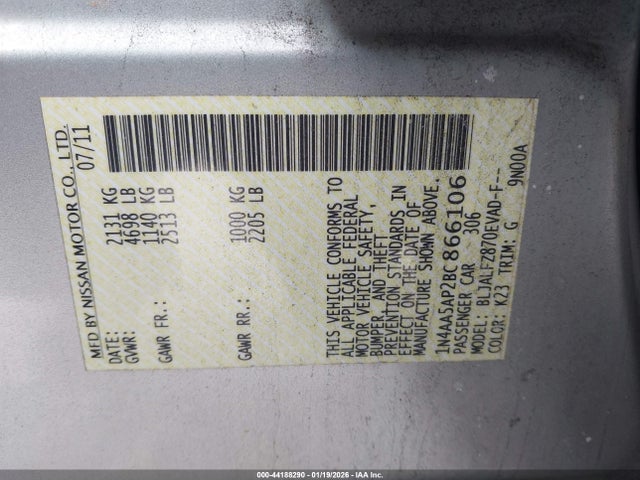 MFD BY NISSAN MOTOR CO., LTD.
DATE: 07/11
GVWR: 2131 KG
4698 LB
GAWR FR.: 1140 KG
2513 LB
GAWR RR.: 1000 KG
2205 LB
THIS VEHICLE CONFORMS TO
ALL APPLICABLE FEDERAL
MOTOR VEHICLE SAFETY,
BUMPER, AND THEFT
PREVENTION STANDARDS IN
EFFECT ON THE DATE OF
MANUFACTURE SHOWN ABOVE.
1N4AA5AP2BC866106
PASSENGER CAR 306
MODEL: BLJALFZ870EVAD-F---
COLOR: K23 TRIM: G 9N00A
000-44188290 - 01/19/2026 - IAA Inc.